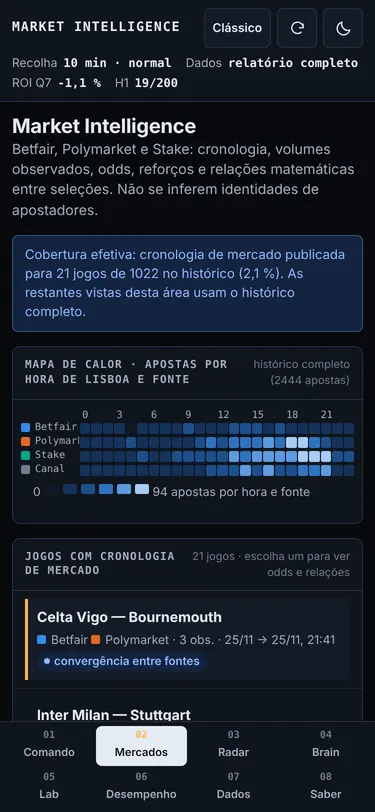 MARKET INTELLIGENCE
Clássico
Recolha 10 min · normal Dados relatório completo
ROI Q7 -1,1 % H1 19/200
Market Intelligence
Betfair, Polymarket e Stake: cronologia, volumes
observados, odds, reforços e relações matemáticas
entre seleções. Não se inferem identidades de
apostadores.
Cobertura efetiva: cronologia de mercado publicada
para 21 jogos de 1022 no histórico (2,1 %). As
restantes vistas desta área usam o histórico
completo.
MAPA DE CALOR · APOSTAS POR
HORA DE LISBOA E FONTE
histórico completo
(2444 apostas)
0 3 6 9 12 15 18 21
Betfair
Polymark
Stake
Canal
0 94 apostas por hora e fonte
JOGOS COM CRONOLOGIA
DE MERCADO
21 jogos · escolha um para ver
odds e relações
Celta Vigo — Bournemouth
Betfair Polymarket · 3 obs. · 25/11 → 25/11, 21:41
convergência entre fontes
Inter Milan — Stuttgart
01 02 03 04
Comando Mercados Radar Brain
05 06 07 08
Lab Desempenho Dados Saber